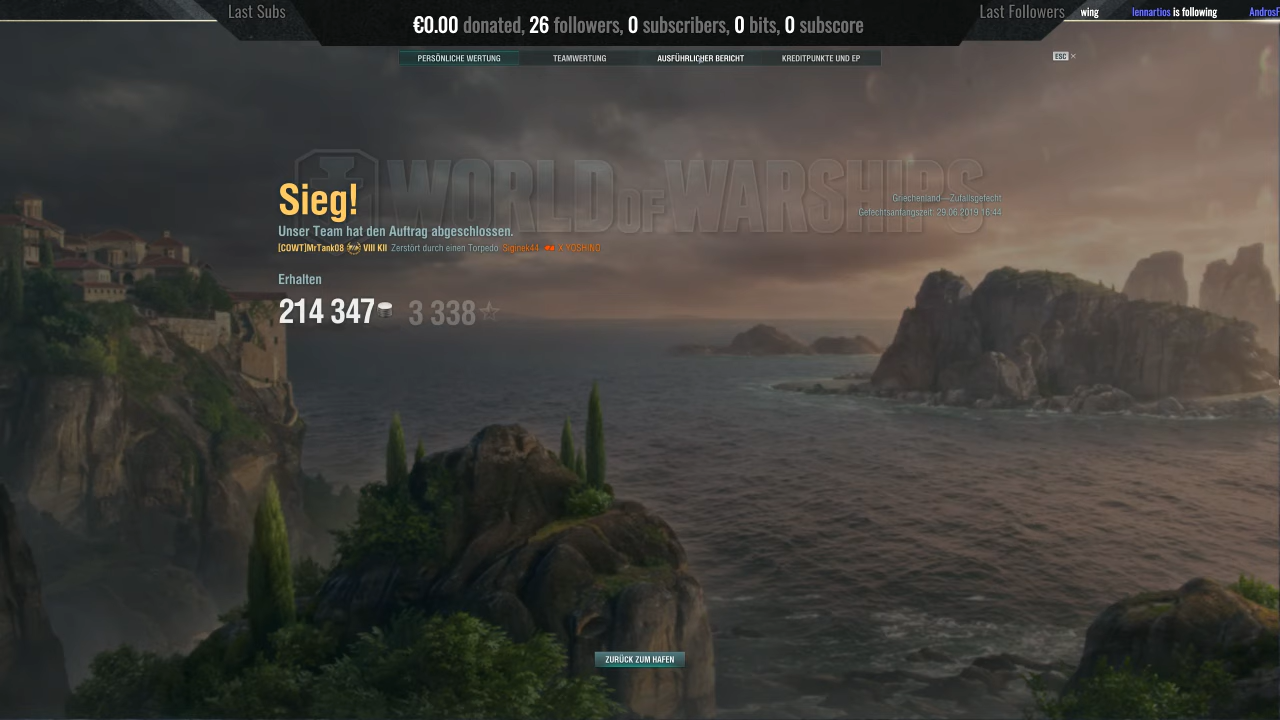 Last Subs
€0.00 donated, 26 followers, 0 subscribers, 0 bits, 0 subscore
Last Followers
wing
lennartios is following
AndrosF
PERSÖNLICHE WERTUNG
TEAMWERTUNG
AUSFÜHRLICHER BERICHT
KREDITPUNKTE UND EP
ESC ×
WORLD OF WARSHIPS
Sieg!
Griechenland—Zufallsgefecht
Gefechtsanfangszeit: 29.06.2019 16:44
Unser Team hat den Auftrag abgeschlossen.
[COWT]MrTank08 VIII KII Zerstört durch einen Torpedo Siginek44 X YOSHINO
Erhalten
214 347 3 338
ZURÜCK ZUM HAFEN